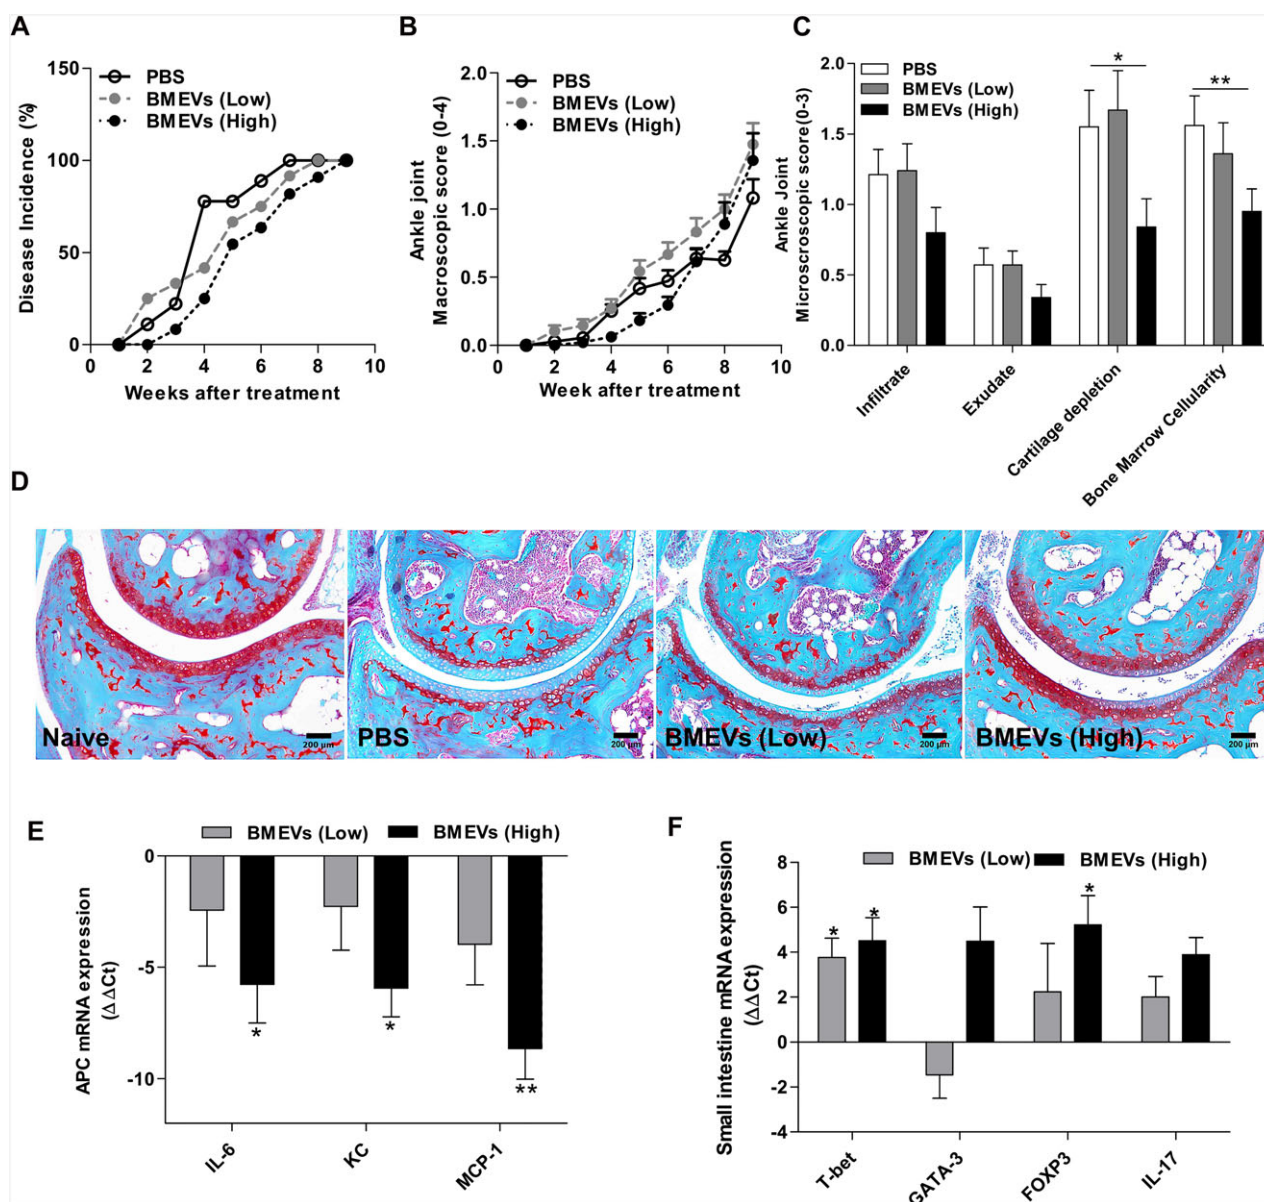 A
Disease Incidence (%)
150
100
50
0
PBS
BMEVs (Low)
BMEVs (High)
0 2 4 6 8 10
Weeks after treatment
B
Ankle joint
Macroscopic score (0-4)
2.0
1.5
1.0
0.5
0.0
PBS
BMEVs (Low)
BMEVs (High)
0 2 4 6 8 10
Week after treatment
C
Ankle Joint
Microscroscopic score(0-3)
2.0
1.5
1.0
0.5
0.0
PBS
BMEVs (Low)
BMEVs (High)
*
**
Infiltrate
Exudate
Cartilage depletion
Bone Marrow Cellularity
D
Naive
200 µm
PBS
200 µm
BMEVs (Low)
200 µm
BMEVs (High)
200 µm
E
BMEVs (Low)
BMEVs (High)
APC mRNA expression
(ΔΔCt)
0
-5
-10
*
*
**
IL-6
KC
MCP-1
F
BMEVs (Low)
BMEVs (High)
Small intestine mRNA expression
(ΔΔCt)
8
6
4
2
0
-2
-4
*
*
*
T-bet
GATA-3
FOXP3
IL-17